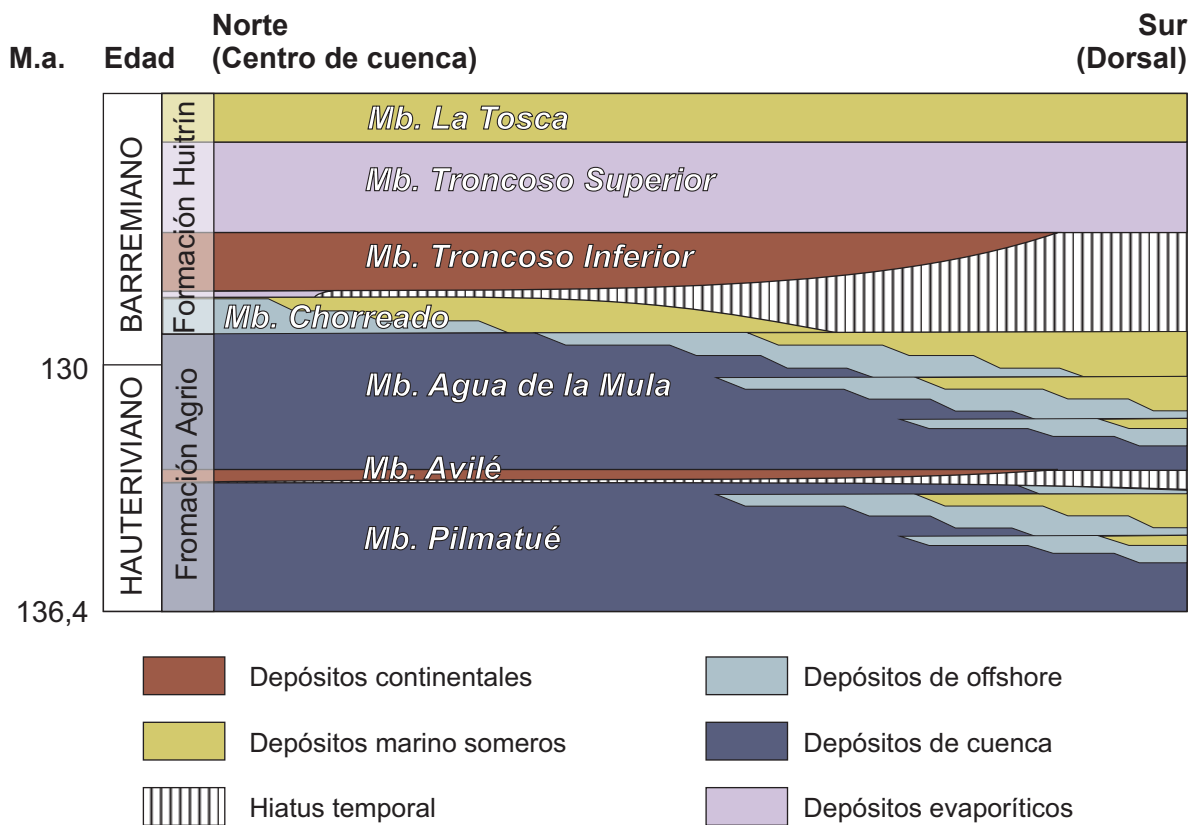 Norte
(Centro de cuenca)
Sur
(Dorsal)
M.a.
Edad
BARREMIANO
HAUTERIVIANO
Formación Huitrín
Fromación Agrio
130
136,4
Mb. La Tosca
Mb. Troncoso Superior
Mb. Troncoso Inferior
Mb. Chorreado
Mb. Agua de la Mula
Mb. Avilé
Mb. Pilmatué
Depósitos continentales
Depósitos marino someros
Hiatus temporal
Depósitos de offshore
Depósitos de cuenca
Depósitos evaporíticos